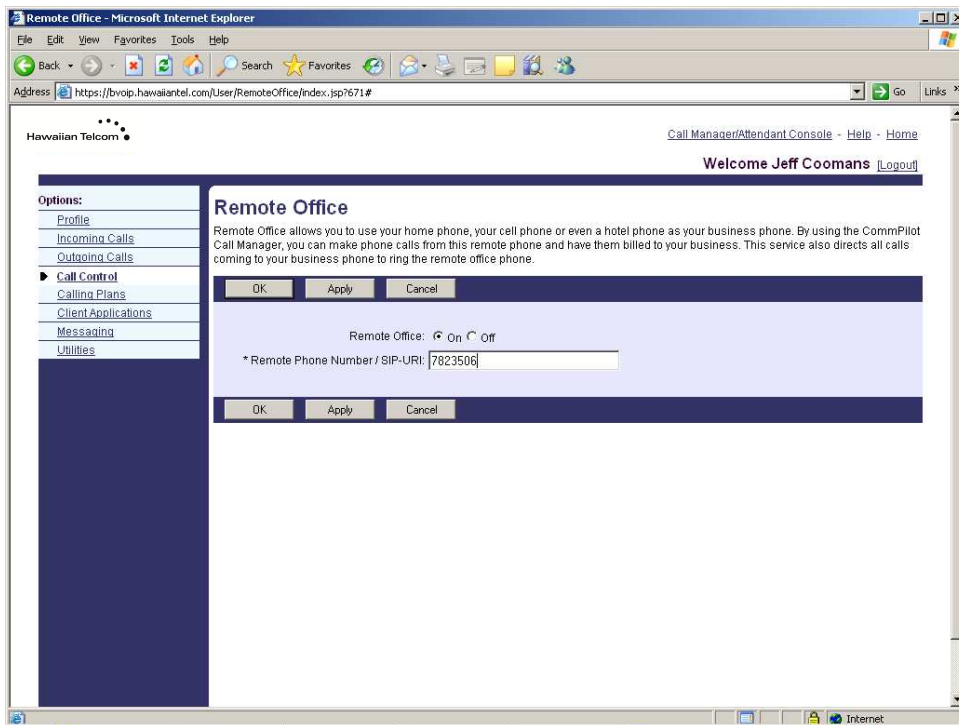 Remote Office - Microsoft Internet Explorer
File Edit View Favorites Tools Help
Back Search Favorites
Address https://bvoip.hawaiiantel.com/User/RemoteOffice/index.jsp?671# Go Links »
Hawaiian Telcom
Call Manager/Attendant Console - Help - Home
Welcome Jeff Coomans [Logout]
Options:
Profile
Incoming Calls
Outgoing Calls
Call Control
Calling Plans
Client Applications
Messaging
Utilities
Remote Office
Remote Office allows you to use your home phone, your cell phone or even a hotel phone as your business phone. By using the CommPilot
Call Manager, you can make phone calls from this remote phone and have them billed to your business. This service also directs all calls
coming to your business phone to ring the remote office phone.
OK Apply Cancel
Remote Office: On Off
* Remote Phone Number / SIP-URI: 7823506
OK Apply Cancel
Internet